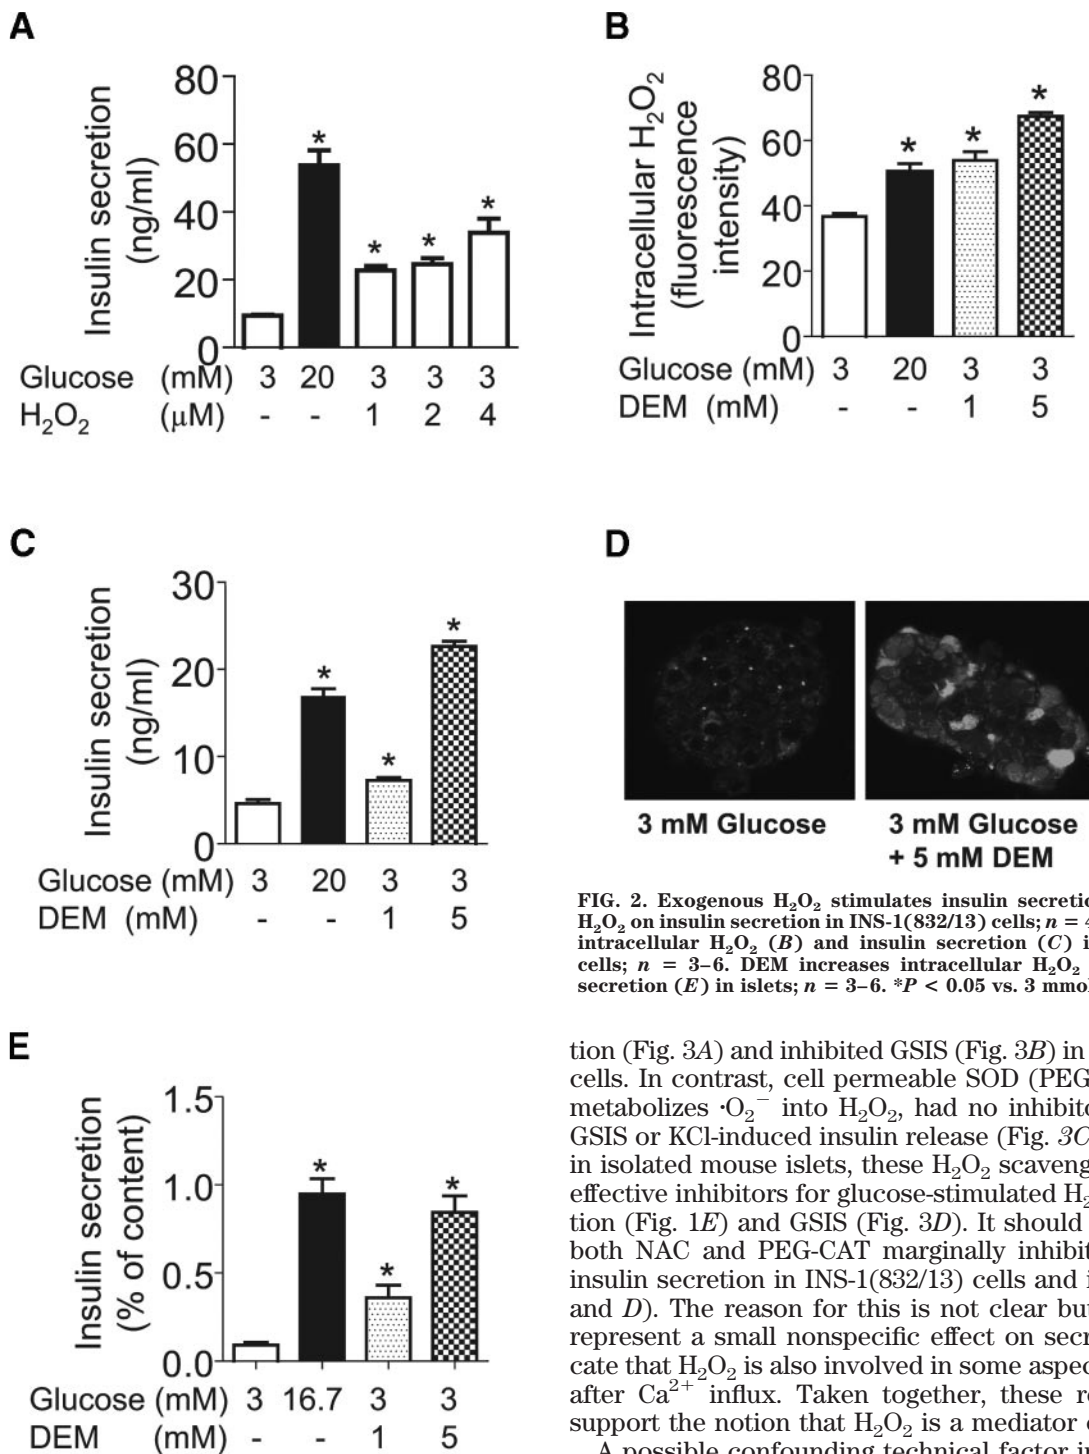 A
Insulin secretion
(ng/ml)
80
60
40
20
0
* * * *
Glucose (mM) 3 20 3 3 3
H₂O₂ (μM) - - 1 2 4
B
Intracellular H₂O₂
(fluorescence
intensity)
80
60
40
20
0
* * *
Glucose (mM) 3 20 3 3
DEM (mM) - - 1 5
C
Insulin secretion
(ng/ml)
30
20
10
0
* * *
Glucose (mM) 3 20 3 3
DEM (mM) - - 1 5
D
3 mM Glucose
3 mM Glucose
+ 5 mM DEM
FIG. 2. Exogenous H₂O₂ stimulates insulin
H₂O₂ on insulin secretion in INS-1(832/13) cells; n =
intracellular H₂O₂ (B) and insulin secretion (C)
cells; n = 3–6. DEM increases intracellular H₂O₂
secretion (E) in islets; n = 3–6. *P < 0.05 vs. 3
E
Insulin secretion
(% of content)
1.5
1.0
0.5
0.0
* * *
Glucose (mM) 3 16.7 3 3
DEM (mM) - - 1 5
tion (Fig. 3A) and inhibited GSIS (Fig. 3B) in
cells. In contrast, cell permeable SOD (PEG
metabolizes ·O₂⁻ into H₂O₂, had no
GSIS or KCl-induced insulin release (Fig. 3C
in isolated mouse islets, these H₂O₂
effective inhibitors for glucose-stimulated
tion (Fig. 1E) and GSIS (Fig. 3D). It should
both NAC and PEG-CAT marginally
insulin secretion in INS-1(832/13) cells and
and D). The reason for this is not clear but
represent a small nonspecific effect on
cate that H₂O₂ is also involved in some
after Ca²⁺ influx. Taken together, these
support the notion that H₂O₂ is a mediator
A possible confounding technical factor